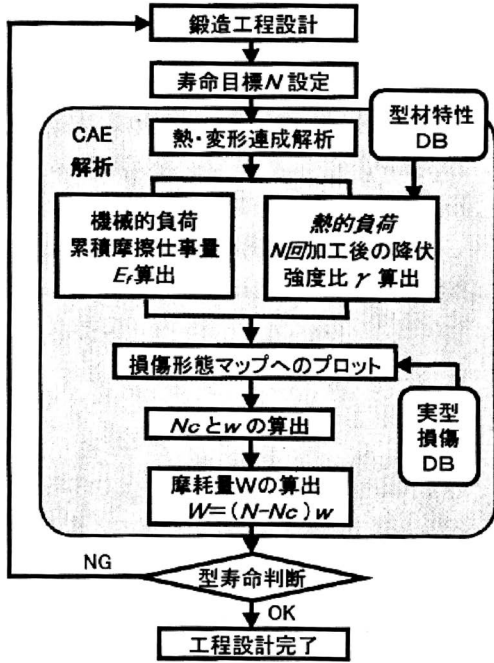 鍛造工程設計
寿命目標N設定
CAE
解析
熱・変形連成解析
型材特性
DB
機械的負荷
累積摩擦仕事量
Ef算出
熱的負荷
N回加工後の降伏
強度比γ算出
損傷形態マップへのプロット
実型
損傷
DB
Ncとwの算出
摩耗量Wの算出
W=(N-Nc)w
NG
型寿命判断
OK
工程設計完了